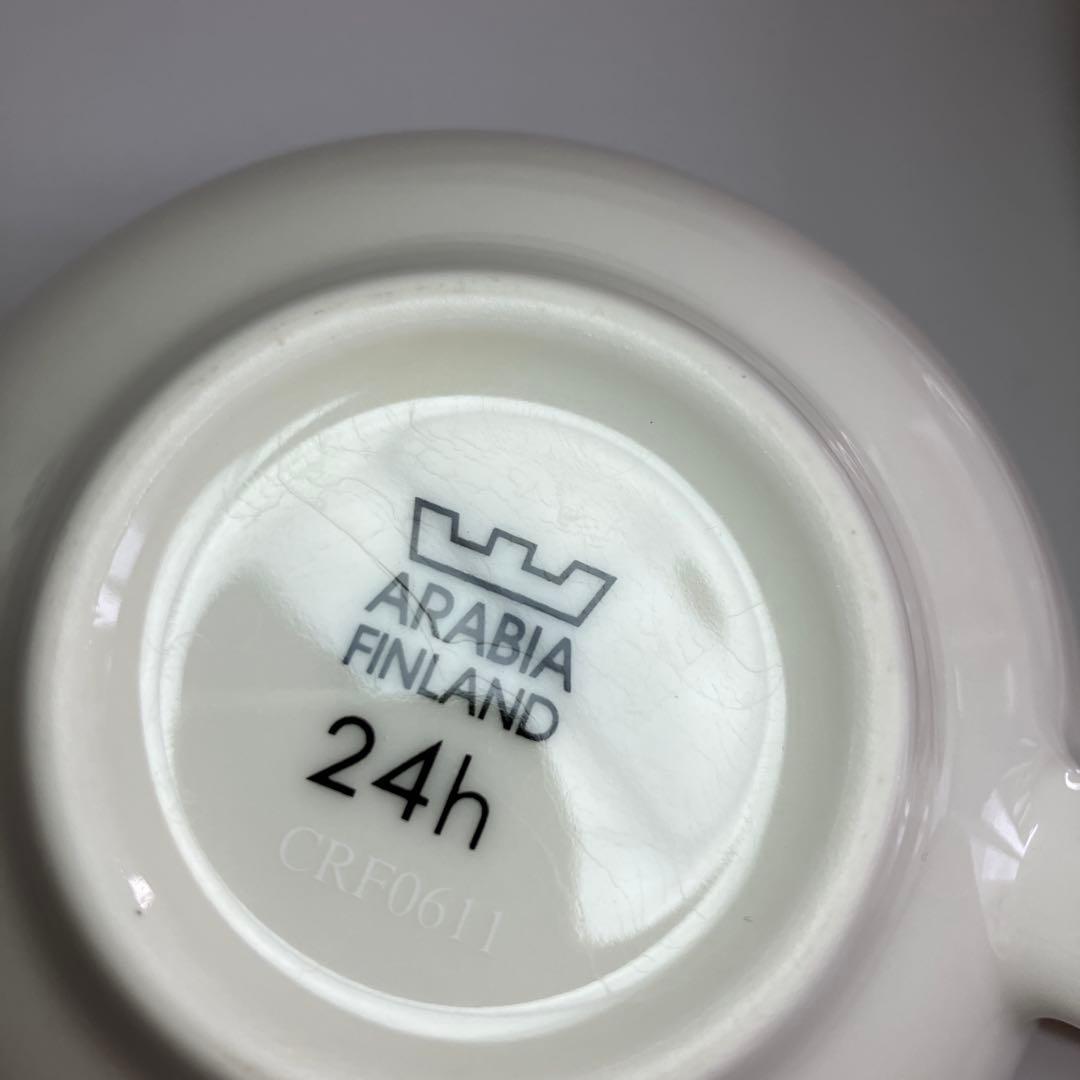 ARABIA
FINLAND
24h
CRF0611